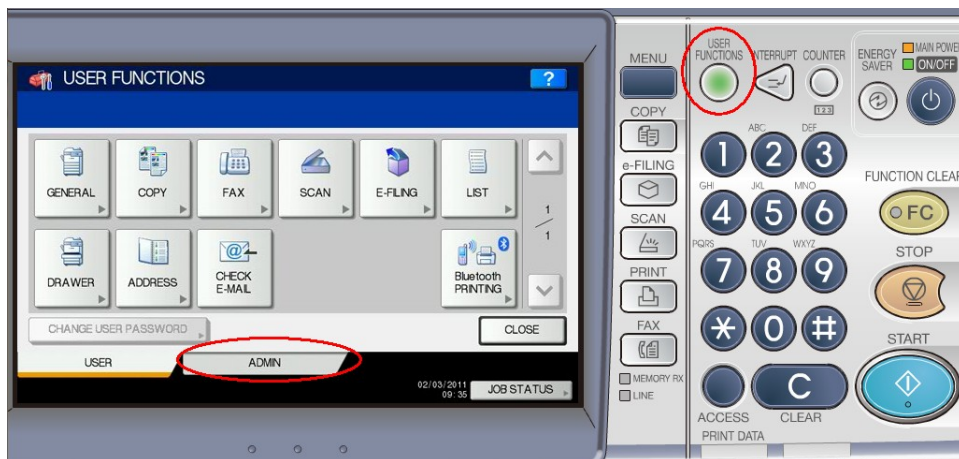 USER FUNCTIONS
?
GENERAL
COPY
FAX
SCAN
E-FILING
LIST
1
1
DRAWER
ADDRESS
@
CHECK
E-MAIL
Bluetooth
PRINTING
CHANGE USER PASSWORD
CLOSE
USER
ADMIN
02/03/2011
09:35
JOB STATUS
MENU
COPY
e-FILING
SCAN
PRINT
FAX
MEMORY RX
LINE
USER
FUNCTIONS
INTERRUPT
COUNTER
123
ENERGY
SAVER
MAIN POWER
ON/OFF
ABC
DEF
1
2
3
GHI
JKL
MNO
4
5
6
PQRS
TUV
WXYZ
7
8
9
*
0
#
C
ACCESS
CLEAR
PRINT DATA
FUNCTION CLEAR
FC
STOP
START